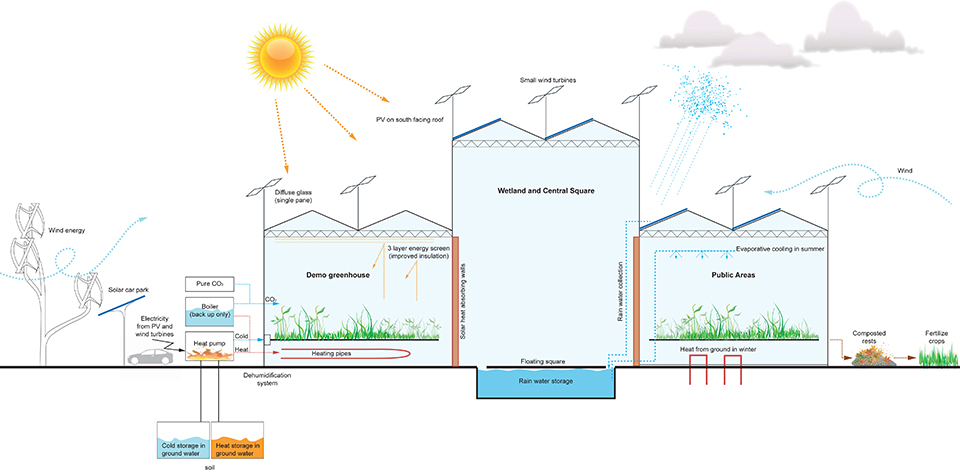 Small wind turbines
PV on south facing roof
Diffuse glass
(single pane)
Wetland and Central Square
Wind
Wind energy
3 layer energy screen
(improved insulation)
Evaporative cooling in summer
Demo greenhouse
Public Areas
Solar car park
Pure CO₂
CO₂
Boiler
(back up only)
Solar heat absorbing walls
Rain water collection
Electricity
from PV and
wind turbines
Heat pump
Cold
Heat
Heating pipes
Heat from ground in winter
Composted
rests
Fertilize
crops
Floating square
Dehumidification
system
Rain water storage
Cold storage in
ground water
Heat storage in
ground water
soil